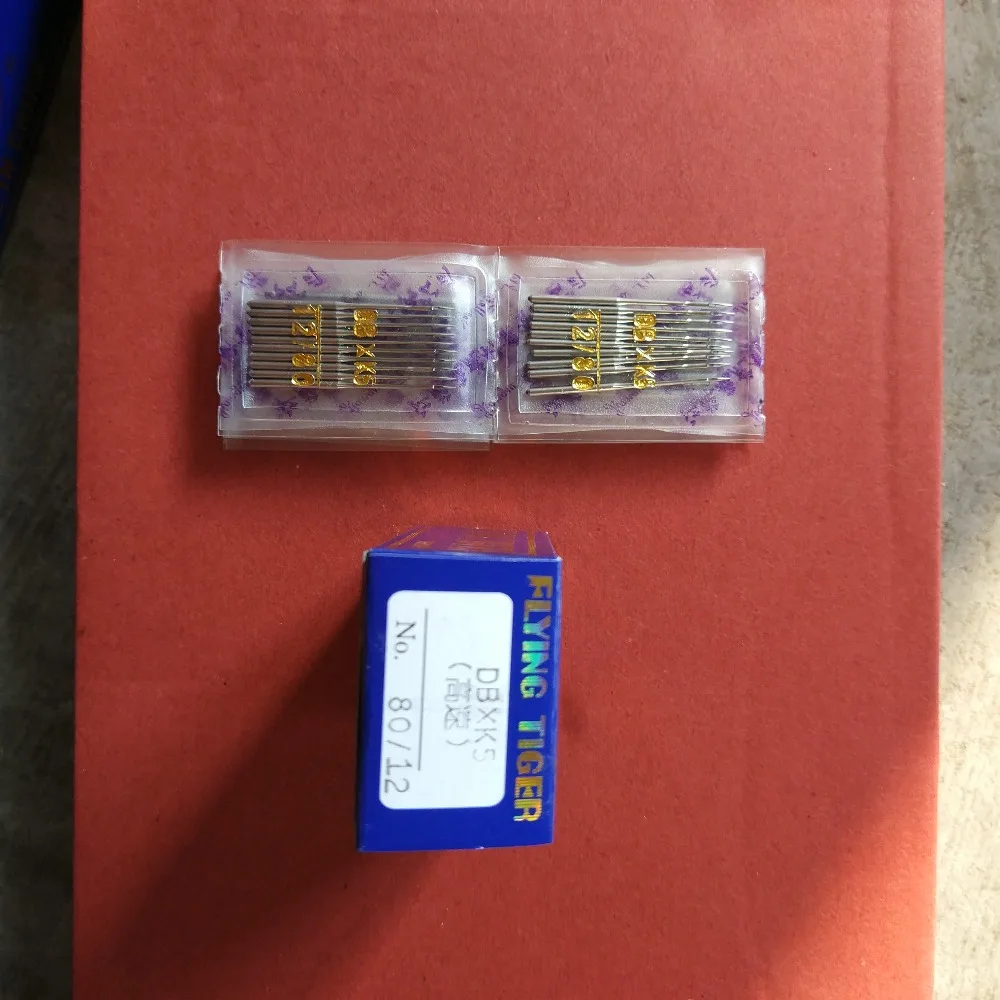 12/80
DB×K5
12/80
DB×K5
FLYING TIGER
DB×K5
(高速)
No. 80/12